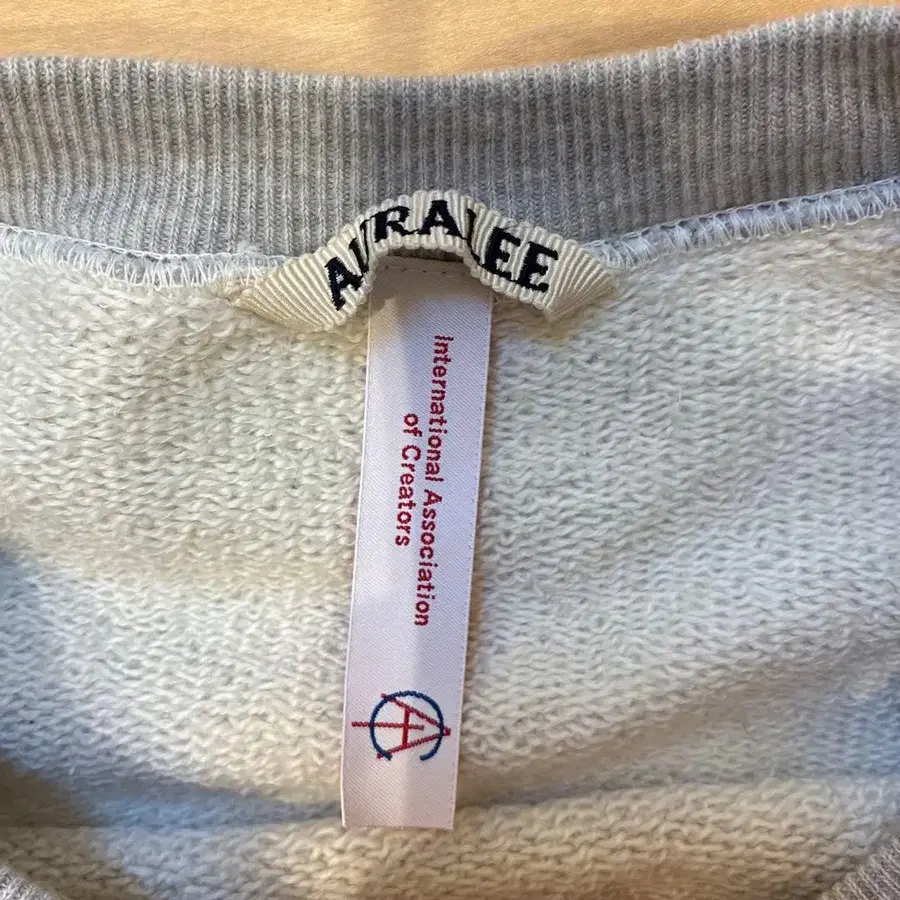 AURALEE
International Association
of Creators